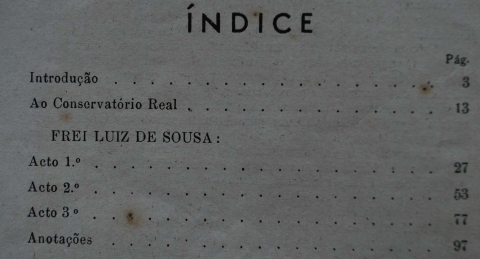 ÍNDICE
Pág.
Introdução . . . . . . . . . . . . . . . . 3
Ao Conservatório Real . . . . . . . . . . . . 13
FREI LUIZ DE SOUSA:
Acto 1.º . . . . . . . . . . . . . . . . . 27
Acto 2.º . . . . . . . . . . . . . . . . . 53
Acto 3º . . . . . . . . . . . . . . . . . 77
Anotações . . . . . . . . . . . . . . . . 97